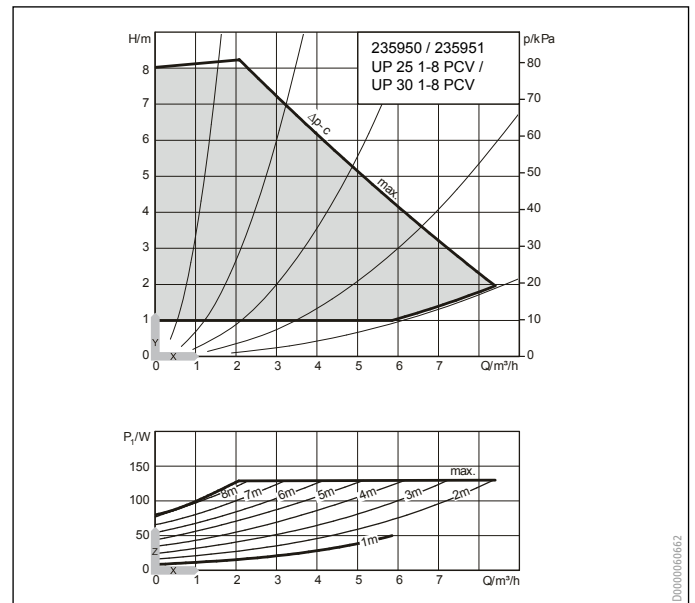 H/m
p/kPa
235950 / 235951
UP 25 1-8 PCV /
UP 30 1-8 PCV
8
7
6
5
4
3
2
1
0
80
70
60
50
40
30
20
10
0
Δp-c
max.
Y
X
0 1 2 3 4 5 6 7 Q/m³/h
P₁/W
150
100
50
0
max.
8m 7m 6m 5m 4m 3m 2m
1m
Z
X
0 1 2 3 4 5 6 7 Q/m³/h
D0000060662